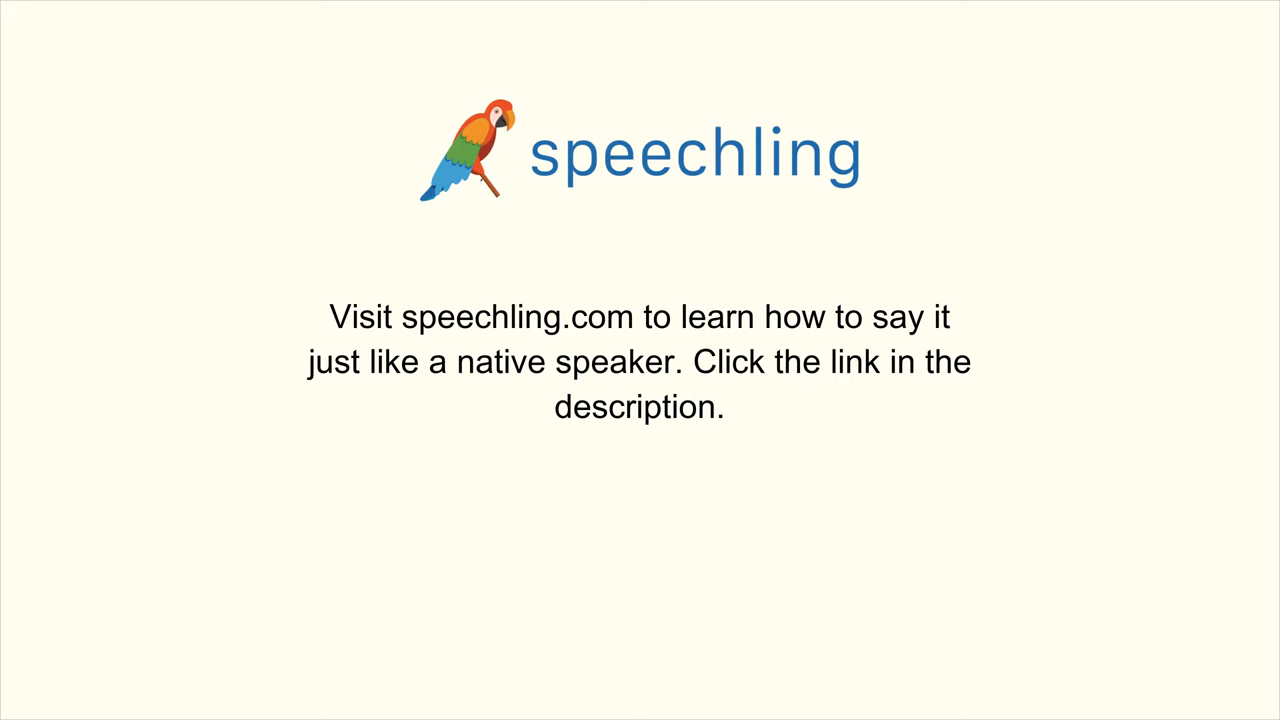 speechling
Visit speechling.com to learn how to say it
just like a native speaker. Click the link in the
description.